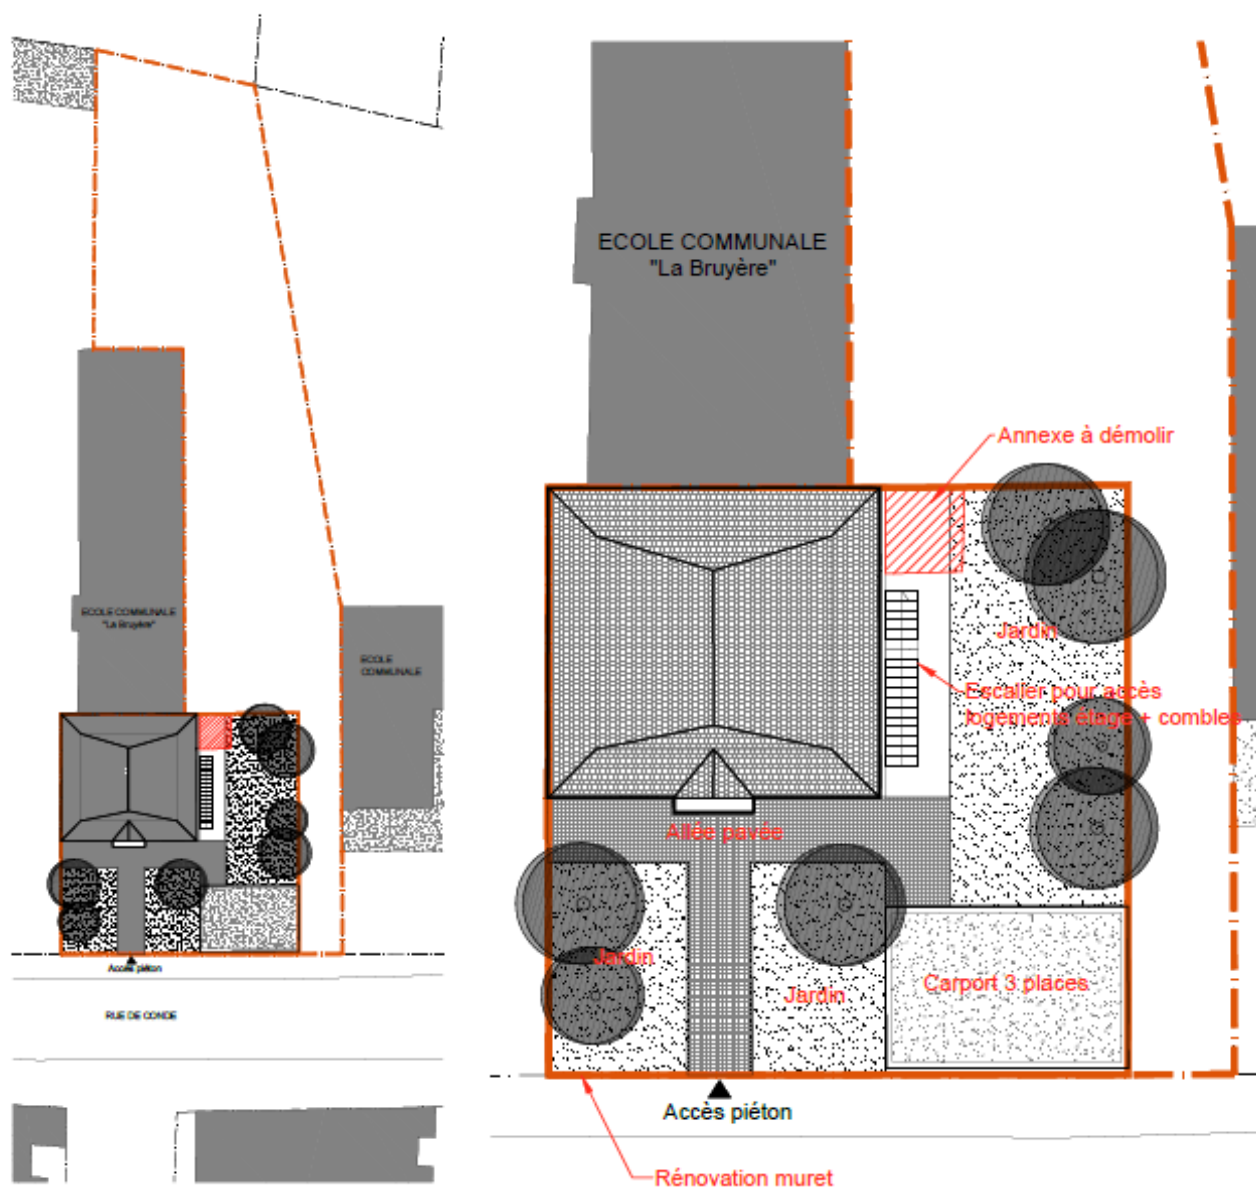 ECOLE COMMUNALE
"La Bruyère"
ECOLE
COMMUNALE
Accès piéton
RUE DE CONDE
ECOLE COMMUNALE
"La Bruyère"
Annexe à démolir
Jardin
Escalier pour accès
logements étage + combles
Allée pavée
Jardin
Jardin
Carport 3 places
Accès piéton
Rénovation muret